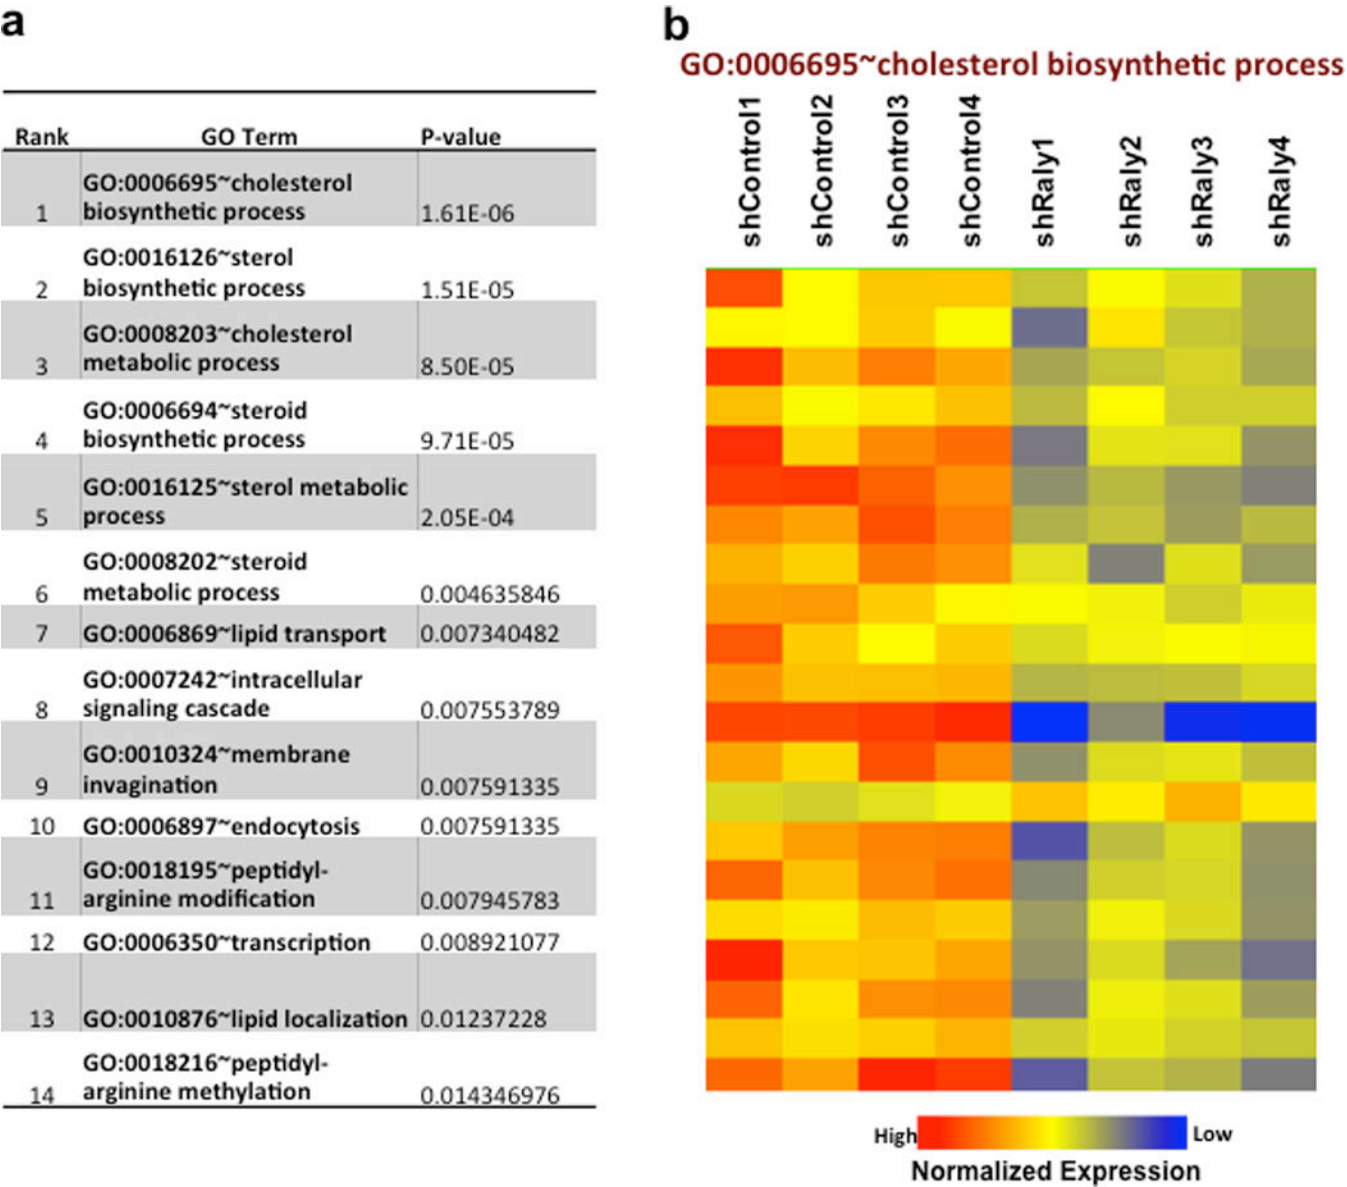 a
Rank GO Term P-value
GO:0006695~cholesterol
1 biosynthetic process 1.61E-06
GO:0016126~sterol
2 biosynthetic process 1.51E-05
GO:0008203~cholesterol
3 metabolic process 8.50E-05
GO:0006694~steroid
4 biosynthetic process 9.71E-05
GO:0016125~sterol metabolic
5 process 2.05E-04
GO:0008202~steroid
6 metabolic process 0.004635846
7 GO:0006869~lipid transport 0.007340482
GO:0007242~intracellular
8 signaling cascade 0.007553789
GO:0010324~membrane
9 invagination 0.007591335
10 GO:0006897~endocytosis 0.007591335
GO:0018195~peptidyl-
11 arginine modification 0.007945783
12 GO:0006350~transcription 0.008921077
13 GO:0010876~lipid localization 0.01237228
GO:0018216~peptidyl-
14 arginine methylation 0.014346976
b
GO:0006695~cholesterol biosynthetic process
shControl1 shControl2 shControl3 shControl4 shRaly1 shRaly2 shRaly3 shRaly4
High Low
Normalized Expression